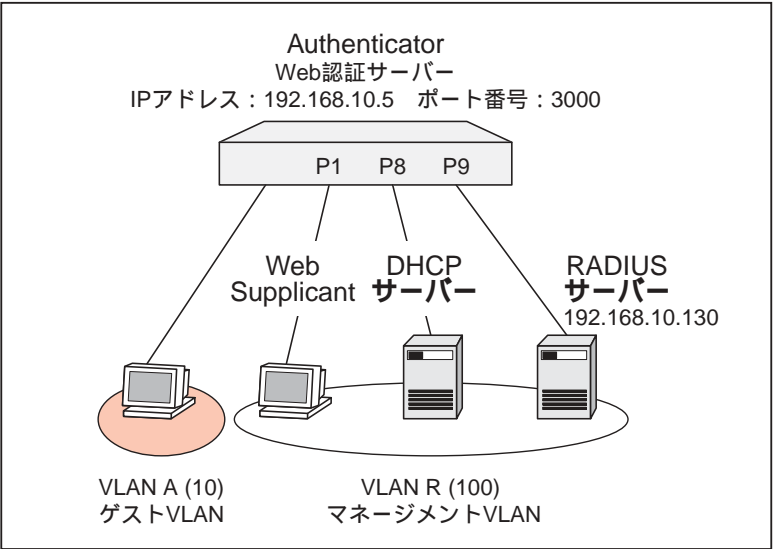 Authenticator
Web認証サーバー
IPアドレス：192.168.10.5　ポート番号：3000
P1 P8 P9
Web
Supplicant
DHCP
サーバー
RADIUS
サーバー
192.168.10.130
VLAN A (10)
ゲストVLAN
VLAN R (100)
マネージメントVLAN